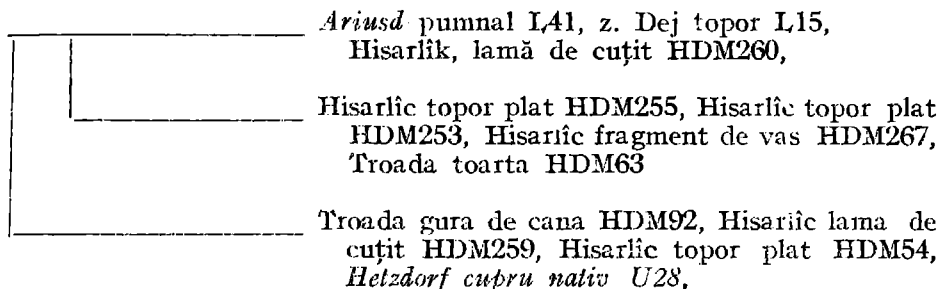 Ariusd pumnal L41, z. Dej topor L15,
Hisarlîk, lamă de cuțit HDM260,
Hisarlîc topor plat HDM255, Hisarlîc topor plat
HDM253, Hisarlîc fragment de vas HDM267,
Troada toarta HDM63
Troada gura de cana HDM92, Hisarlîc lama de
cuțit HDM259, Hisarlîc topor plat HDM54,
Hetzdorf cupru nativ U28,